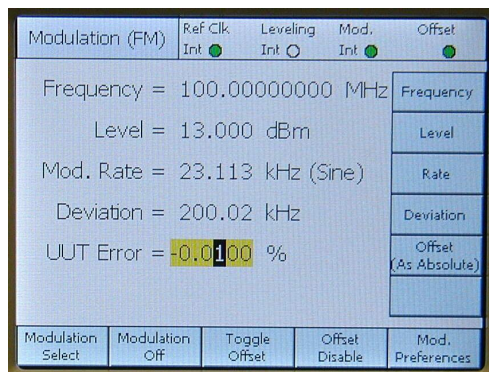 Modulation (FM)
Ref Clk Leveling Mod. Offset
Int Int Int
Frequency = 100.00000000 MHz
Level = 13.000 dBm
Mod. Rate = 23.113 kHz (Sine)
Deviation = 200.02 kHz
UUT Error = -0.0100 %
Frequency
Level
Rate
Deviation
Offset
(As Absolute)
Modulation Select
Modulation Off
Toggle Offset
Offset Disable
Mod. Preferences